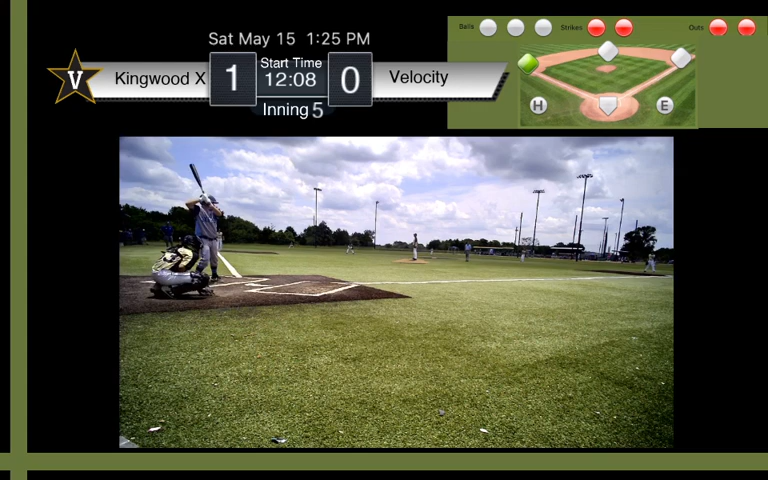 Sat May 15 1:25 PM
Balls Strikes Outs
V Kingwood X 1 Start Time 12:08 0 Velocity
Inning 5
H E